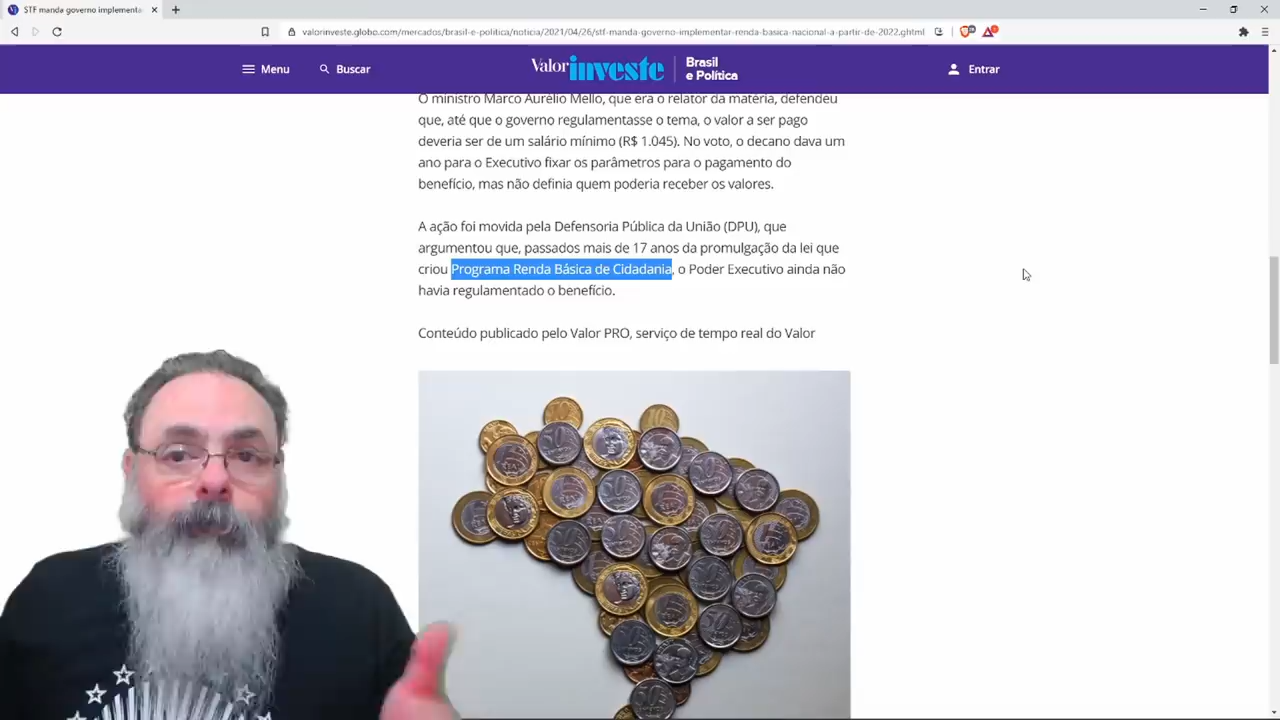 STF manda governo implementa
valorinveste.globo.com/mercados/brasil-e-politica/noticia/2021/04/26/stf-manda-governo-implementar-renda-basica-nacional-a-partir-de-2022.ghtml
Menu
Buscar
Valor investe
Brasil
e Política
Entrar
O ministro Marco Aurélio Mello, que era o relator da matéria, defendeu
que, até que o governo regulamentasse o tema, o valor a ser pago
deveria ser de um salário mínimo (R$ 1.045). No voto, o decano dava um
ano para o Executivo fixar os parâmetros para o pagamento do
benefício, mas não definia quem poderia receber os valores.
A ação foi movida pela Defensoria Pública da União (DPU), que
argumentou que, passados mais de 17 anos da promulgação da lei que
criou Programa Renda Básica de Cidadania, o Poder Executivo ainda não
havia regulamentado o benefício.
Conteúdo publicado pelo Valor PRO, serviço de tempo real do Valor